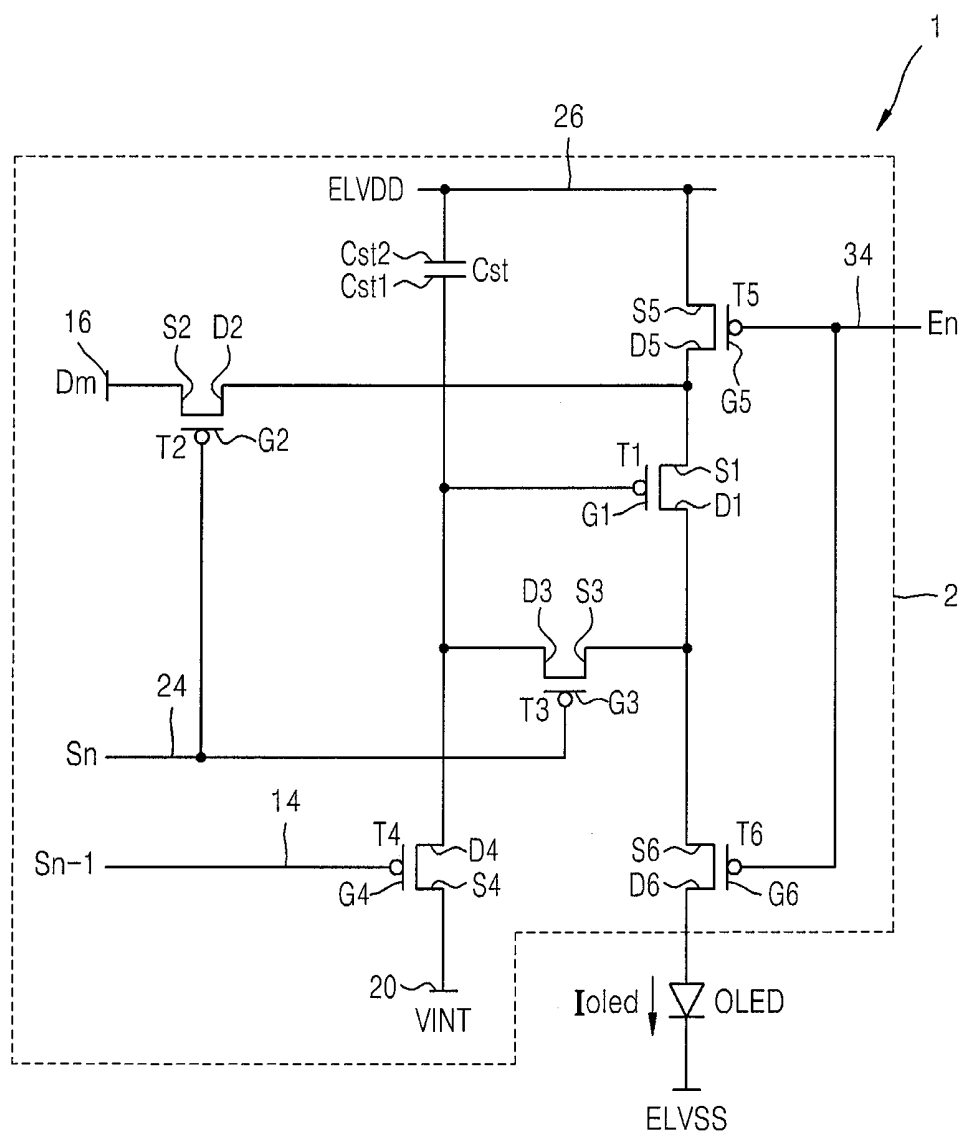 1
26
ELVDD
Cst2
Cst1
Cst
34
T5
S5
D5
G5
En
16
S2
D2
Dm
T2
G2
T1
S1
G1
D1
D3
S3
2
T3
G3
24
Sn
14
T4
D4
Sn-1
G4
S4
T6
S6
D6
G6
20
VINT
Ioled
OLED
ELVSS